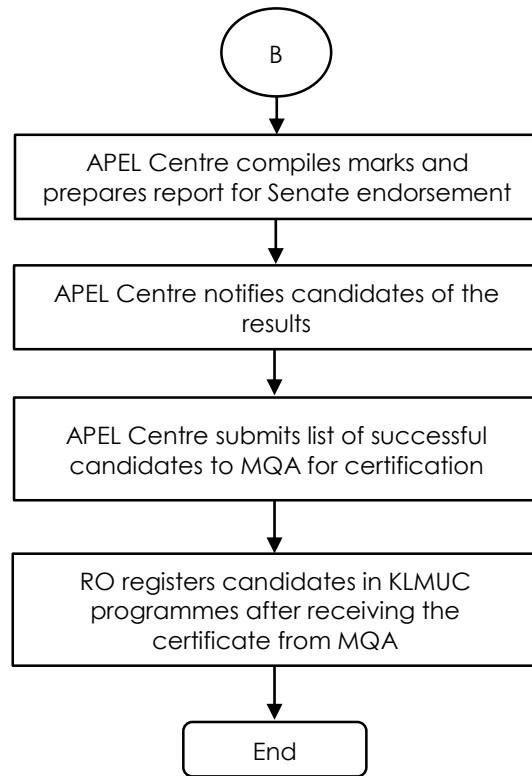 B
APEL Centre compiles marks and
prepares report for Senate endorsement
APEL Centre notifies candidates of the
results
APEL Centre submits list of successful
candidates to MQA for certification
RO registers candidates in KLMUC
programmes after receiving the
certificate from MQA
End